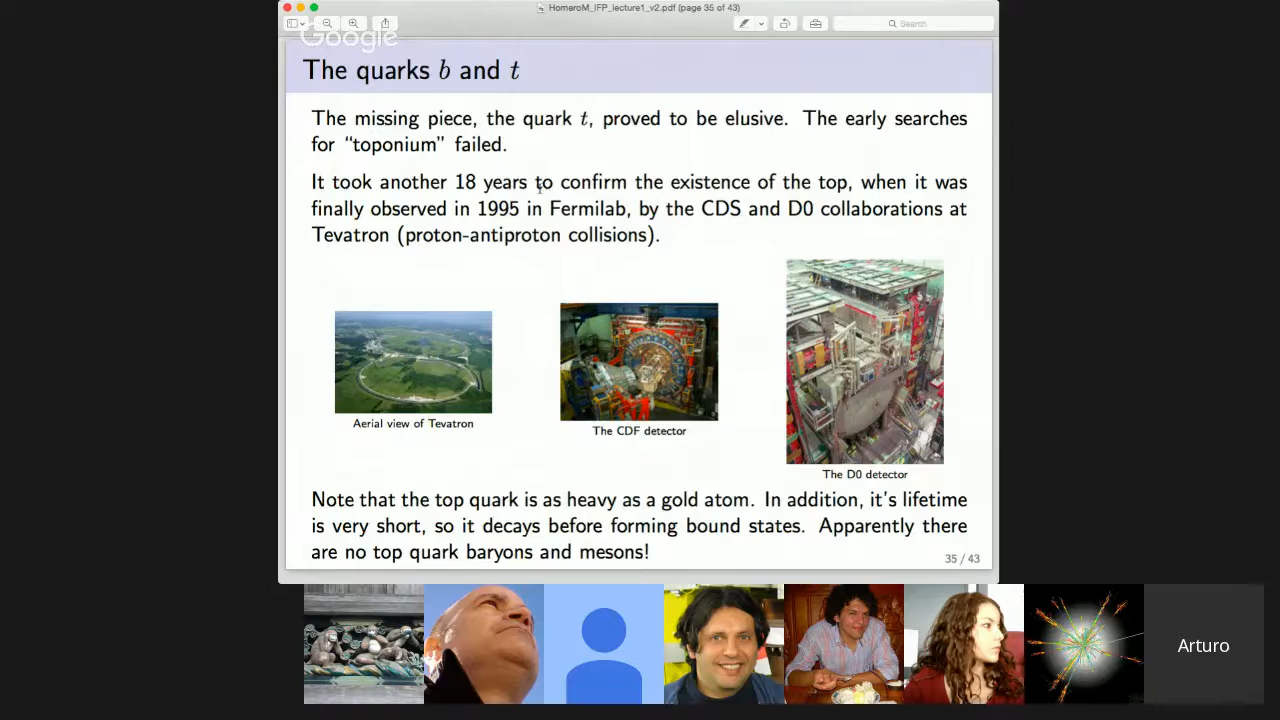 HomeroM_IFP_lecture1_v2.pdf (page 35 of 43)
Search
Google
The quarks b and t
The missing piece, the quark t, proved to be elusive. The early searches
for “toponium” failed.
It took another 18 years to confirm the existence of the top, when it was
finally observed in 1995 in Fermilab, by the CDS and D0 collaborations at
Tevatron (proton-antiproton collisions).
Aerial view of Tevatron
The CDF detector
The D0 detector
Note that the top quark is as heavy as a gold atom. In addition, it’s lifetime
is very short, so it decays before forming bound states. Apparently there
are no top quark baryons and mesons!
35 / 43
Arturo